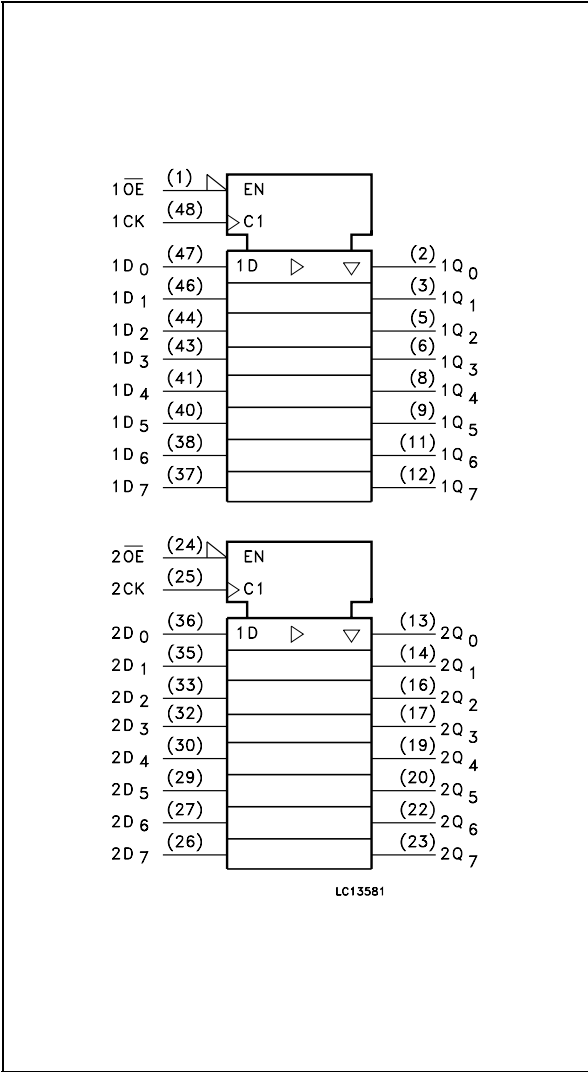 1O̅E̅ (1) EN
1CK (48) C1
1D0 (47) 1D (2) 1Q0
1D1 (46) (3) 1Q1
1D2 (44) (5) 1Q2
1D3 (43) (6) 1Q3
1D4 (41) (8) 1Q4
1D5 (40) (9) 1Q5
1D6 (38) (11) 1Q6
1D7 (37) (12) 1Q7
2O̅E̅ (24) EN
2CK (25) C1
2D0 (36) 1D (13) 2Q0
2D1 (35) (14) 2Q1
2D2 (33) (16) 2Q2
2D3 (32) (17) 2Q3
2D4 (30) (19) 2Q4
2D5 (29) (20) 2Q5
2D6 (27) (22) 2Q6
2D7 (26) (23) 2Q7
LC13581